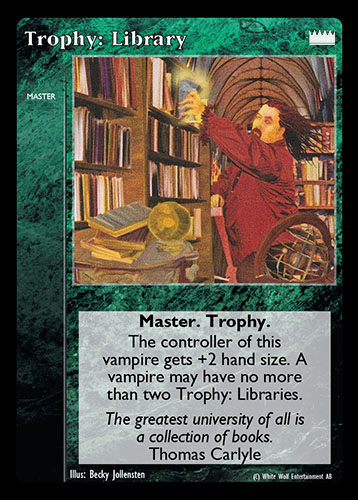 Trophy: Library
MASTER
Master. Trophy.
The controller of this
vampire gets +2 hand size. A
vampire may have no more
than two Trophy: Libraries.
The greatest university of all is
a collection of books.
Thomas Carlyle
Illus: Becky Jollensten
(C) White Wolf Entertainment AB